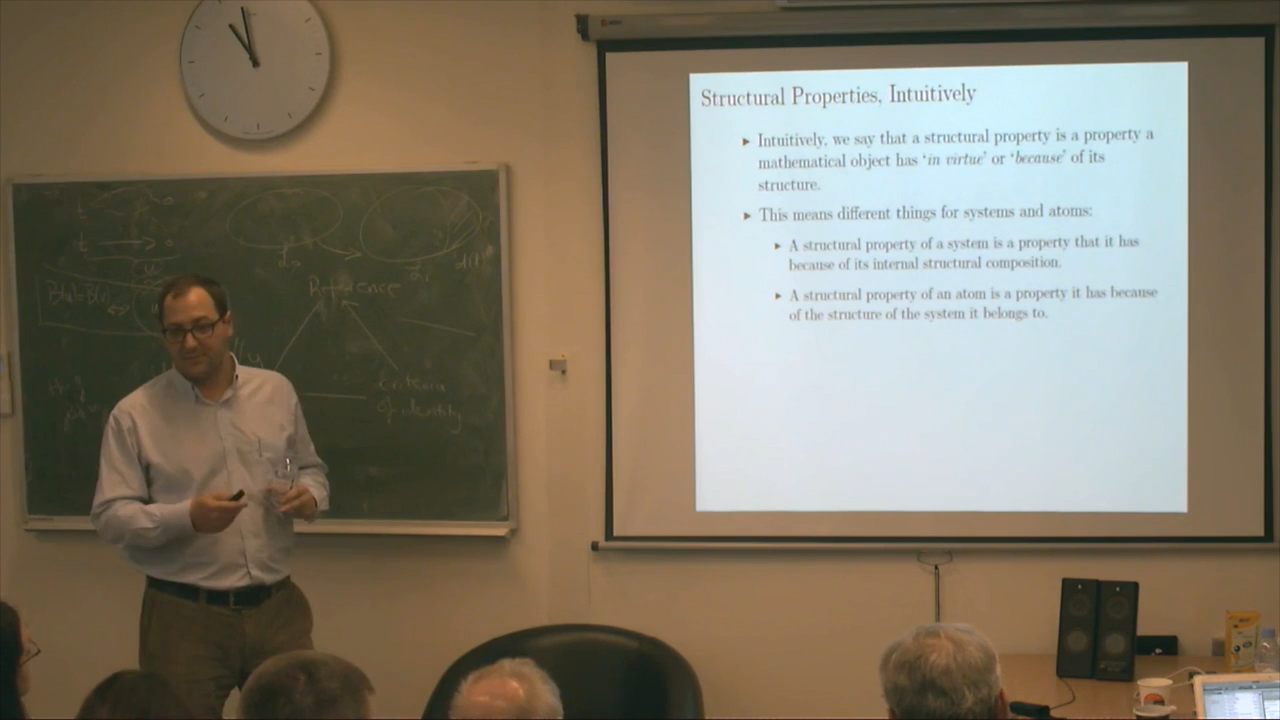 Structural Properties, Intuitively
▸ Intuitively, we say that a structural property is a property a
mathematical object has ‘in virtue’ or ‘because’ of its
structure.
▸ This means different things for systems and atoms:
▸ A structural property of a system is a property that it has
because of its internal structural composition.
▸ A structural property of an atom is a property it has because
of the structure of the system it belongs to.
Reference
Criteria
of identity